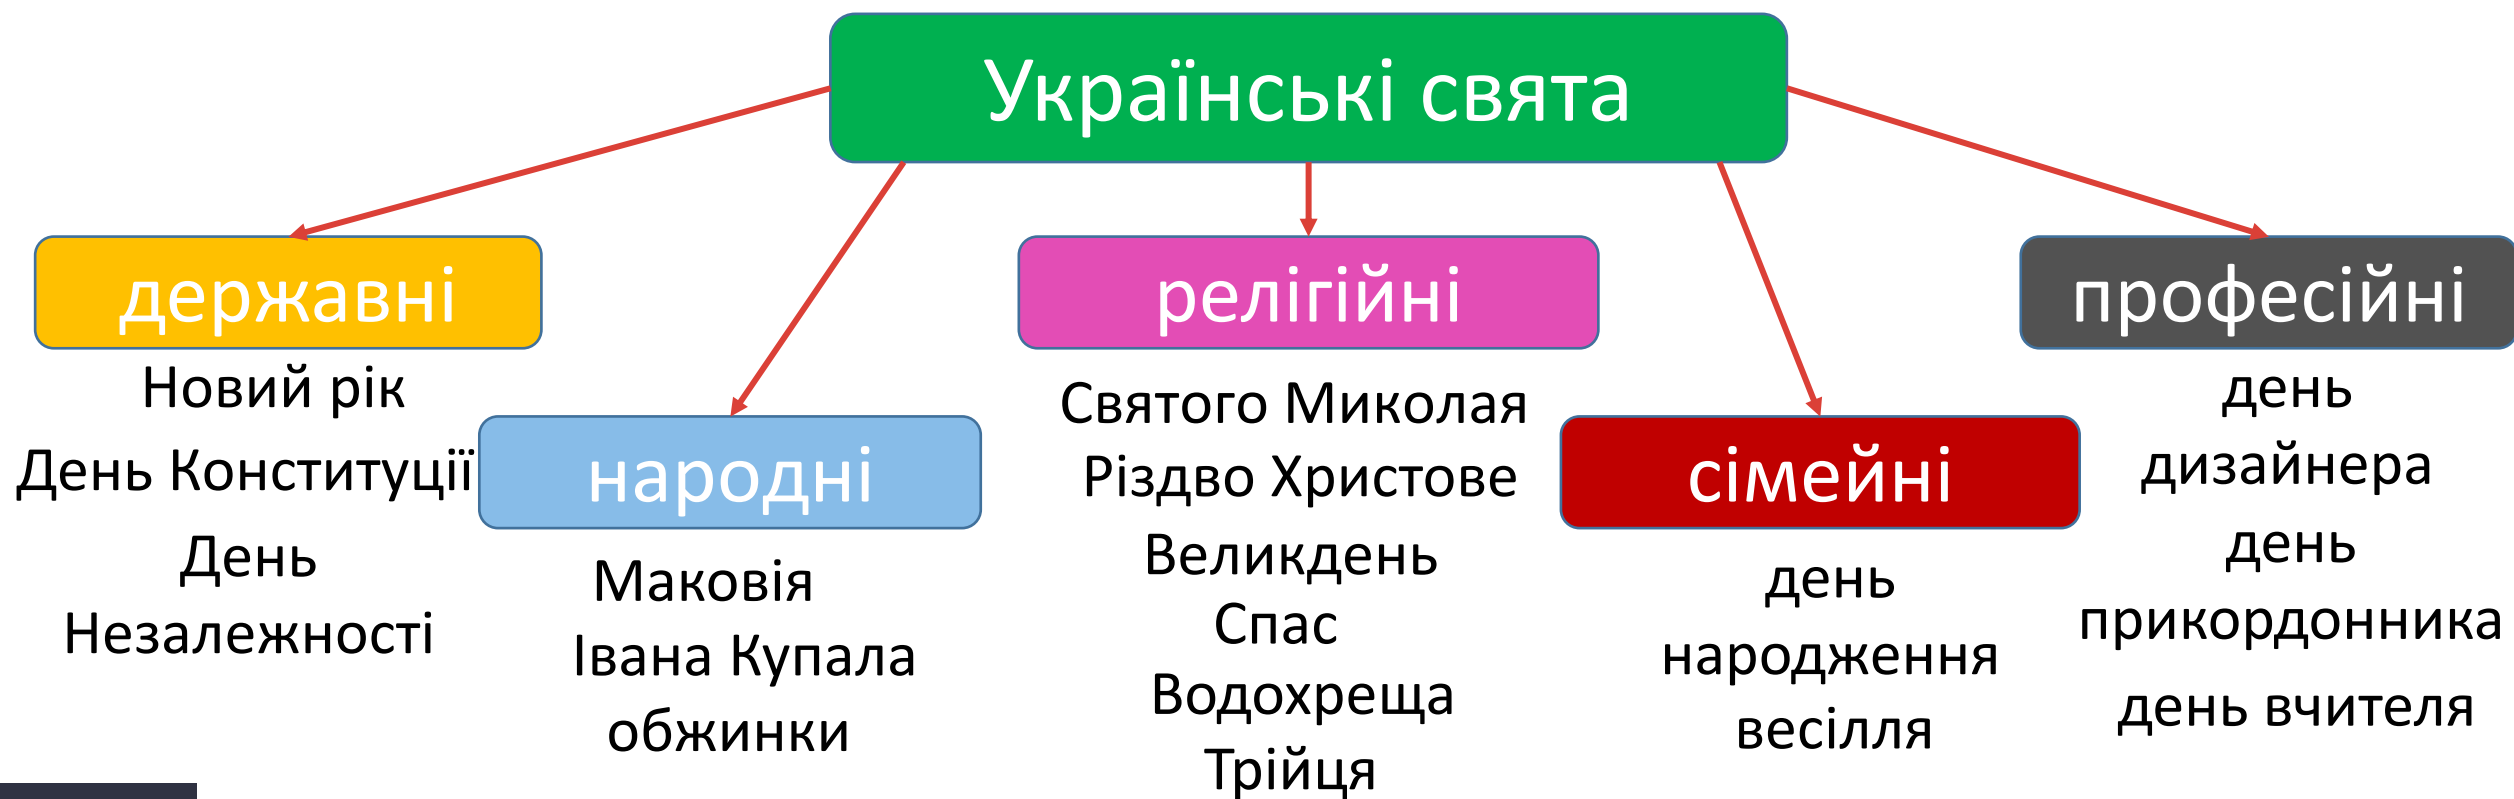 Українські свята
державні
Новий рік
День Конституції
День
Незалежності
народні
Маковія
Івана Купала
обжинки
релігійні
Святого Миколая
Різдво Христове
Великдень
Спас
Водохреща
Трійця
сімейні
день
народження
весілля
професійні
день
дизайнера
день
прикордонника
день вчителя